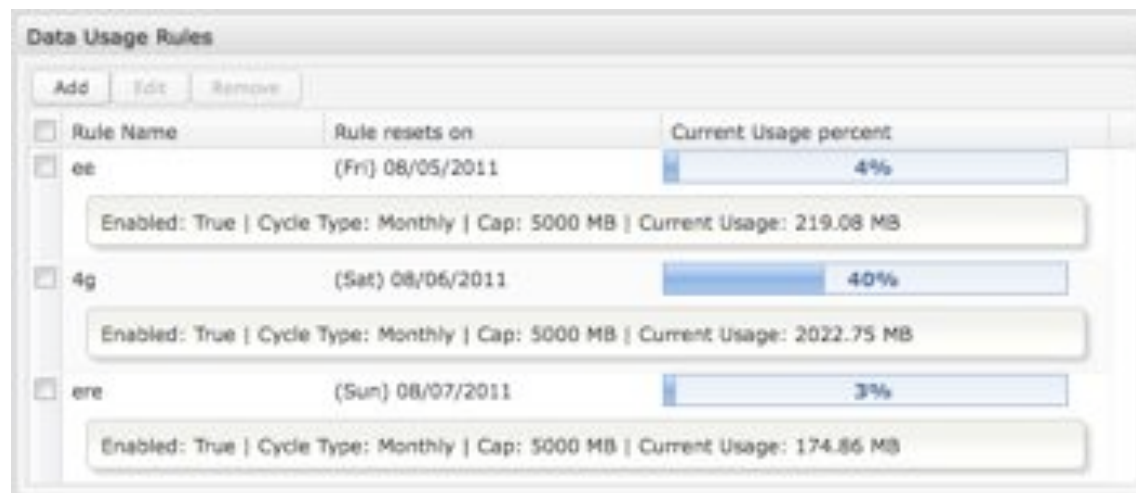 Data Usage Rules
Add Edit Remove
Rule Name Rule resets on Current Usage percent
ee (Fri) 08/05/2011 4%
Enabled: True | Cycle Type: Monthly | Cap: 5000 MB | Current Usage: 219.08 MB
4g (Sat) 08/06/2011 40%
Enabled: True | Cycle Type: Monthly | Cap: 5000 MB | Current Usage: 2022.75 MB
ere (Sun) 08/07/2011 3%
Enabled: True | Cycle Type: Monthly | Cap: 5000 MB | Current Usage: 174.86 MB